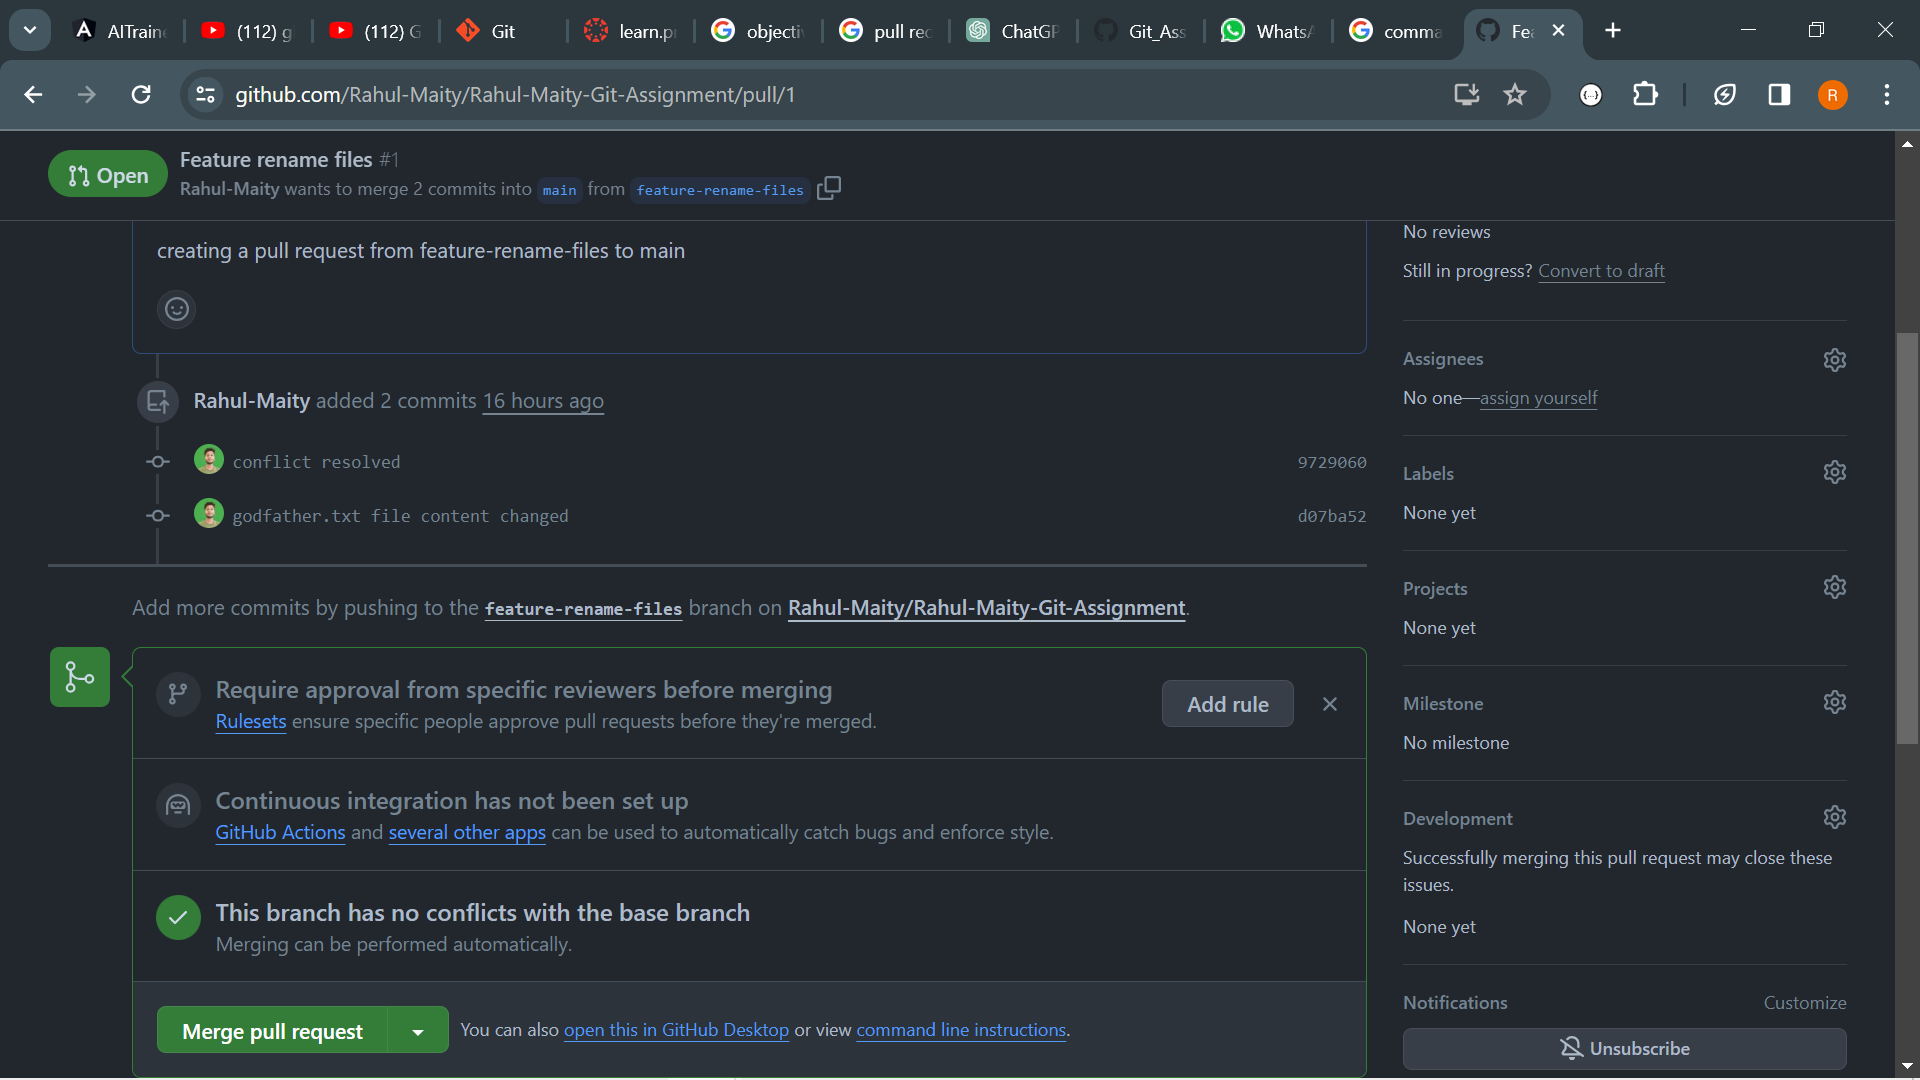 AITraine
(112) gi
(112) G
Git
learn.pr
objectiv
pull rec
ChatGP
Git_Ass
WhatsA
comma
Fea
github.com/Rahul-Maity/Rahul-Maity-Git-Assignment/pull/1
R
Open
Feature rename files #1
Rahul-Maity wants to merge 2 commits into main from feature-rename-files
creating a pull request from feature-rename-files to main
Rahul-Maity added 2 commits 16 hours ago
conflict resolved 9729060
godfather.txt file content changed d07ba52
Add more commits by pushing to the feature-rename-files branch on Rahul-Maity/Rahul-Maity-Git-Assignment.
Require approval from specific reviewers before merging
Rulesets ensure specific people approve pull requests before they're merged.
Add rule
Continuous integration has not been set up
GitHub Actions and several other apps can be used to automatically catch bugs and enforce style.
This branch has no conflicts with the base branch
Merging can be performed automatically.
Merge pull request
You can also open this in GitHub Desktop or view command line instructions.
No reviews
Still in progress? Convert to draft
Assignees
No one—assign yourself
Labels
None yet
Projects
None yet
Milestone
No milestone
Development
Successfully merging this pull request may close these
issues.
None yet
Notifications Customize
Unsubscribe